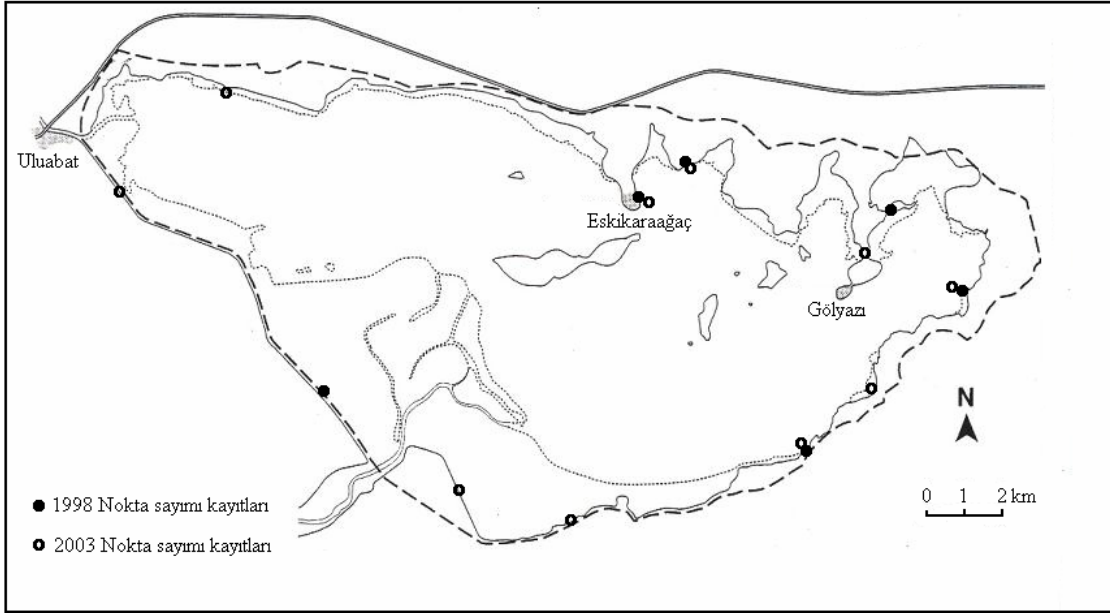 Uluabat
Eskikaraağaç
Gölyazı
N
0 1 2 km
1998 Nokta sayımı kayıtları
2003 Nokta sayımı kayıtları